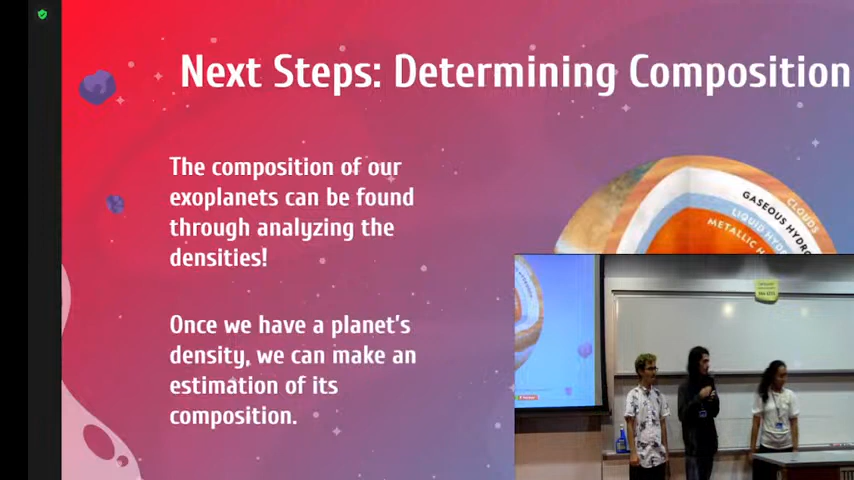 Next Steps: Determining Composition
The composition of our
exoplanets can be found
through analyzing the
densities!
Once we have a planet's
density, we can make an
estimation of its
composition.
CLOUDS
GASEOUS HYDRO
LIQUID HYD
METALLIC H